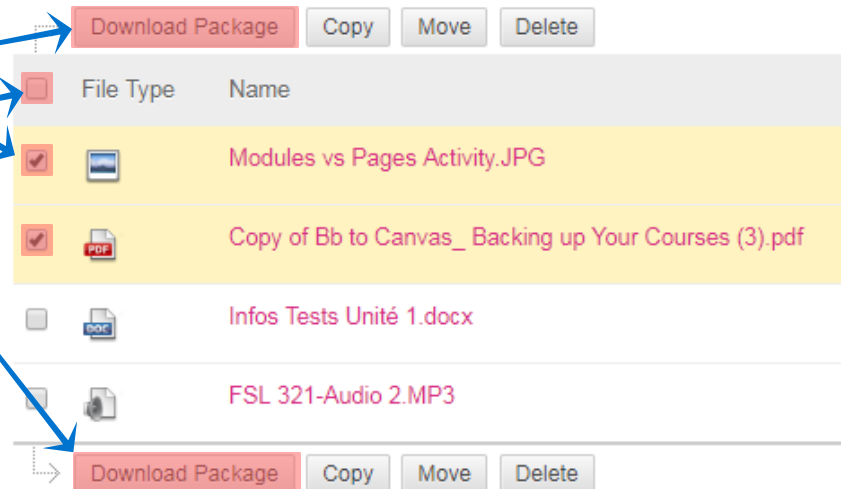 Download Package Copy Move Delete
File Type Name
Modules vs Pages Activity.JPG
PDF Copy of Bb to Canvas_ Backing up Your Courses (3).pdf
DOC Infos Tests Unité 1.docx
FSL 321-Audio 2.MP3
Download Package Copy Move Delete